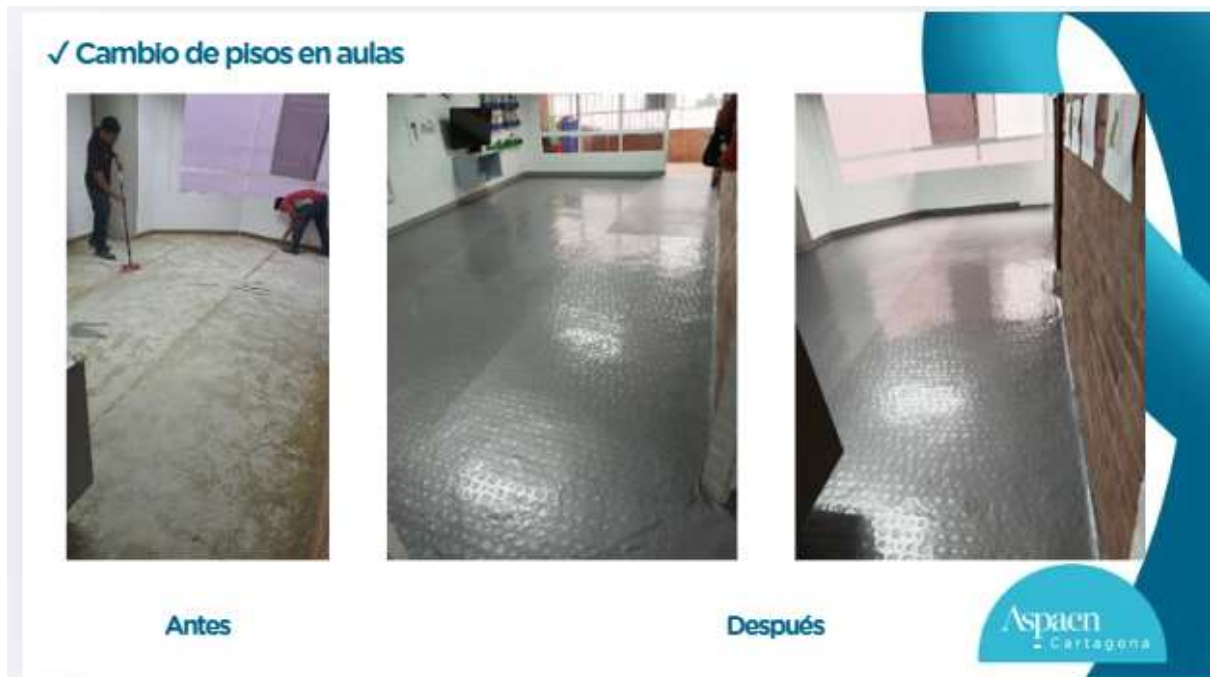 ✓ Cambio de pisos en aulas
Antes
Después
Aspaen
Cartagena